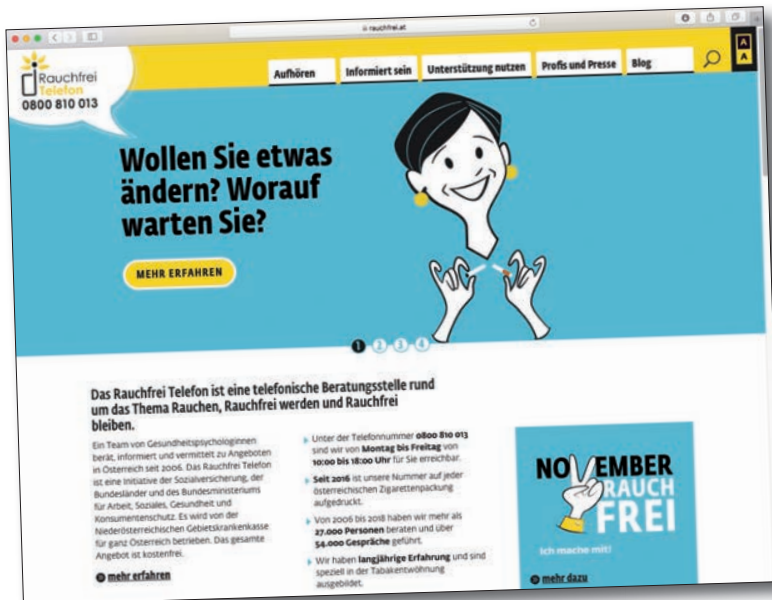 rauchfrei.at
Rauchfrei
Telefon
0800 810 013
Aufhören
Informiert sein
Unterstützung nutzen
Profis und Presse
Blog
A
A
Wollen Sie etwas
ändern? Worauf
warten Sie?
MEHR ERFAHREN
1 2 3 4
Das Rauchfrei Telefon ist eine telefonische Beratungsstelle rund
um das Thema Rauchen, Rauchfrei werden und Rauchfrei
bleiben.
Ein Team von Gesundheitspsychologinnen
berät, informiert und vermittelt zu Angeboten
in Österreich seit 2006. Das Rauchfrei Telefon
ist eine Initiative der Sozialversicherung, der
Bundesländer und des Bundesministeriums
für Arbeit, Soziales, Gesundheit und
Konsumentenschutz. Es wird von der
Niederösterreichischen Gebietskrankenkasse
für ganz Österreich betrieben. Das gesamte
Angebot ist kostenfrei.
mehr erfahren
Unter der Telefonnummer 0800 810 013
sind wir von Montag bis Freitag von
10:00 bis 18:00 Uhr für Sie erreichbar.
Seit 2016 ist unsere Nummer auf jeder
österreichischen Zigarettenpackung
aufgedruckt.
Von 2006 bis 2018 haben wir mehr als
27.000 Personen beraten und über
54.000 Gespräche geführt.
Wir haben langjährige Erfahrung und sind
speziell in der Tabakentwöhnung
ausgebildet.
NOVEMBER
RAUCH
FREI
Ich mache mit!
mehr dazu